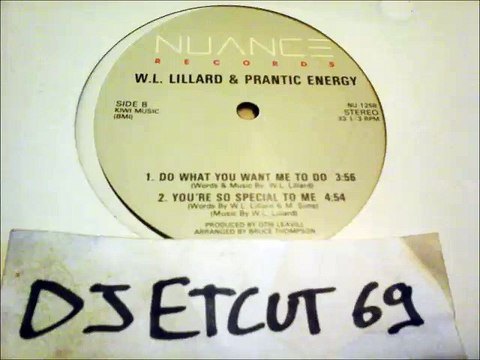 NUANCE
RECORDS
W.L. LILLARD & PRANTIC ENERGY
SIDE B
KIWI MUSIC
(BMI)
NU 1258
STEREO
33 1/3 RPM
1. DO WHAT YOU WANT ME TO DO 3:56
(Words & Music By W.L. Lillard)
2. YOU'RE SO SPECIAL TO ME 4:54
(Words By W.L. Lillard & M. Sims)
(Music By W.L. Lillard)
PRODUCED BY OTIS LEAVILL
ARRANGED BY BRUCE THOMPSON
DJ ETCUT 69